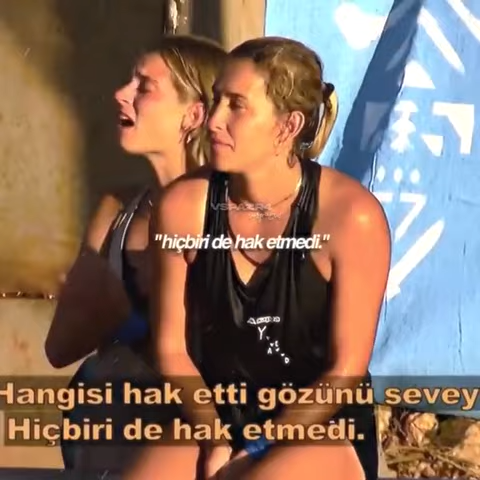 "hiçbiri de hak etmedi."
Hangisi hak etti gözünü sevey
Hiçbiri de hak etmedi.